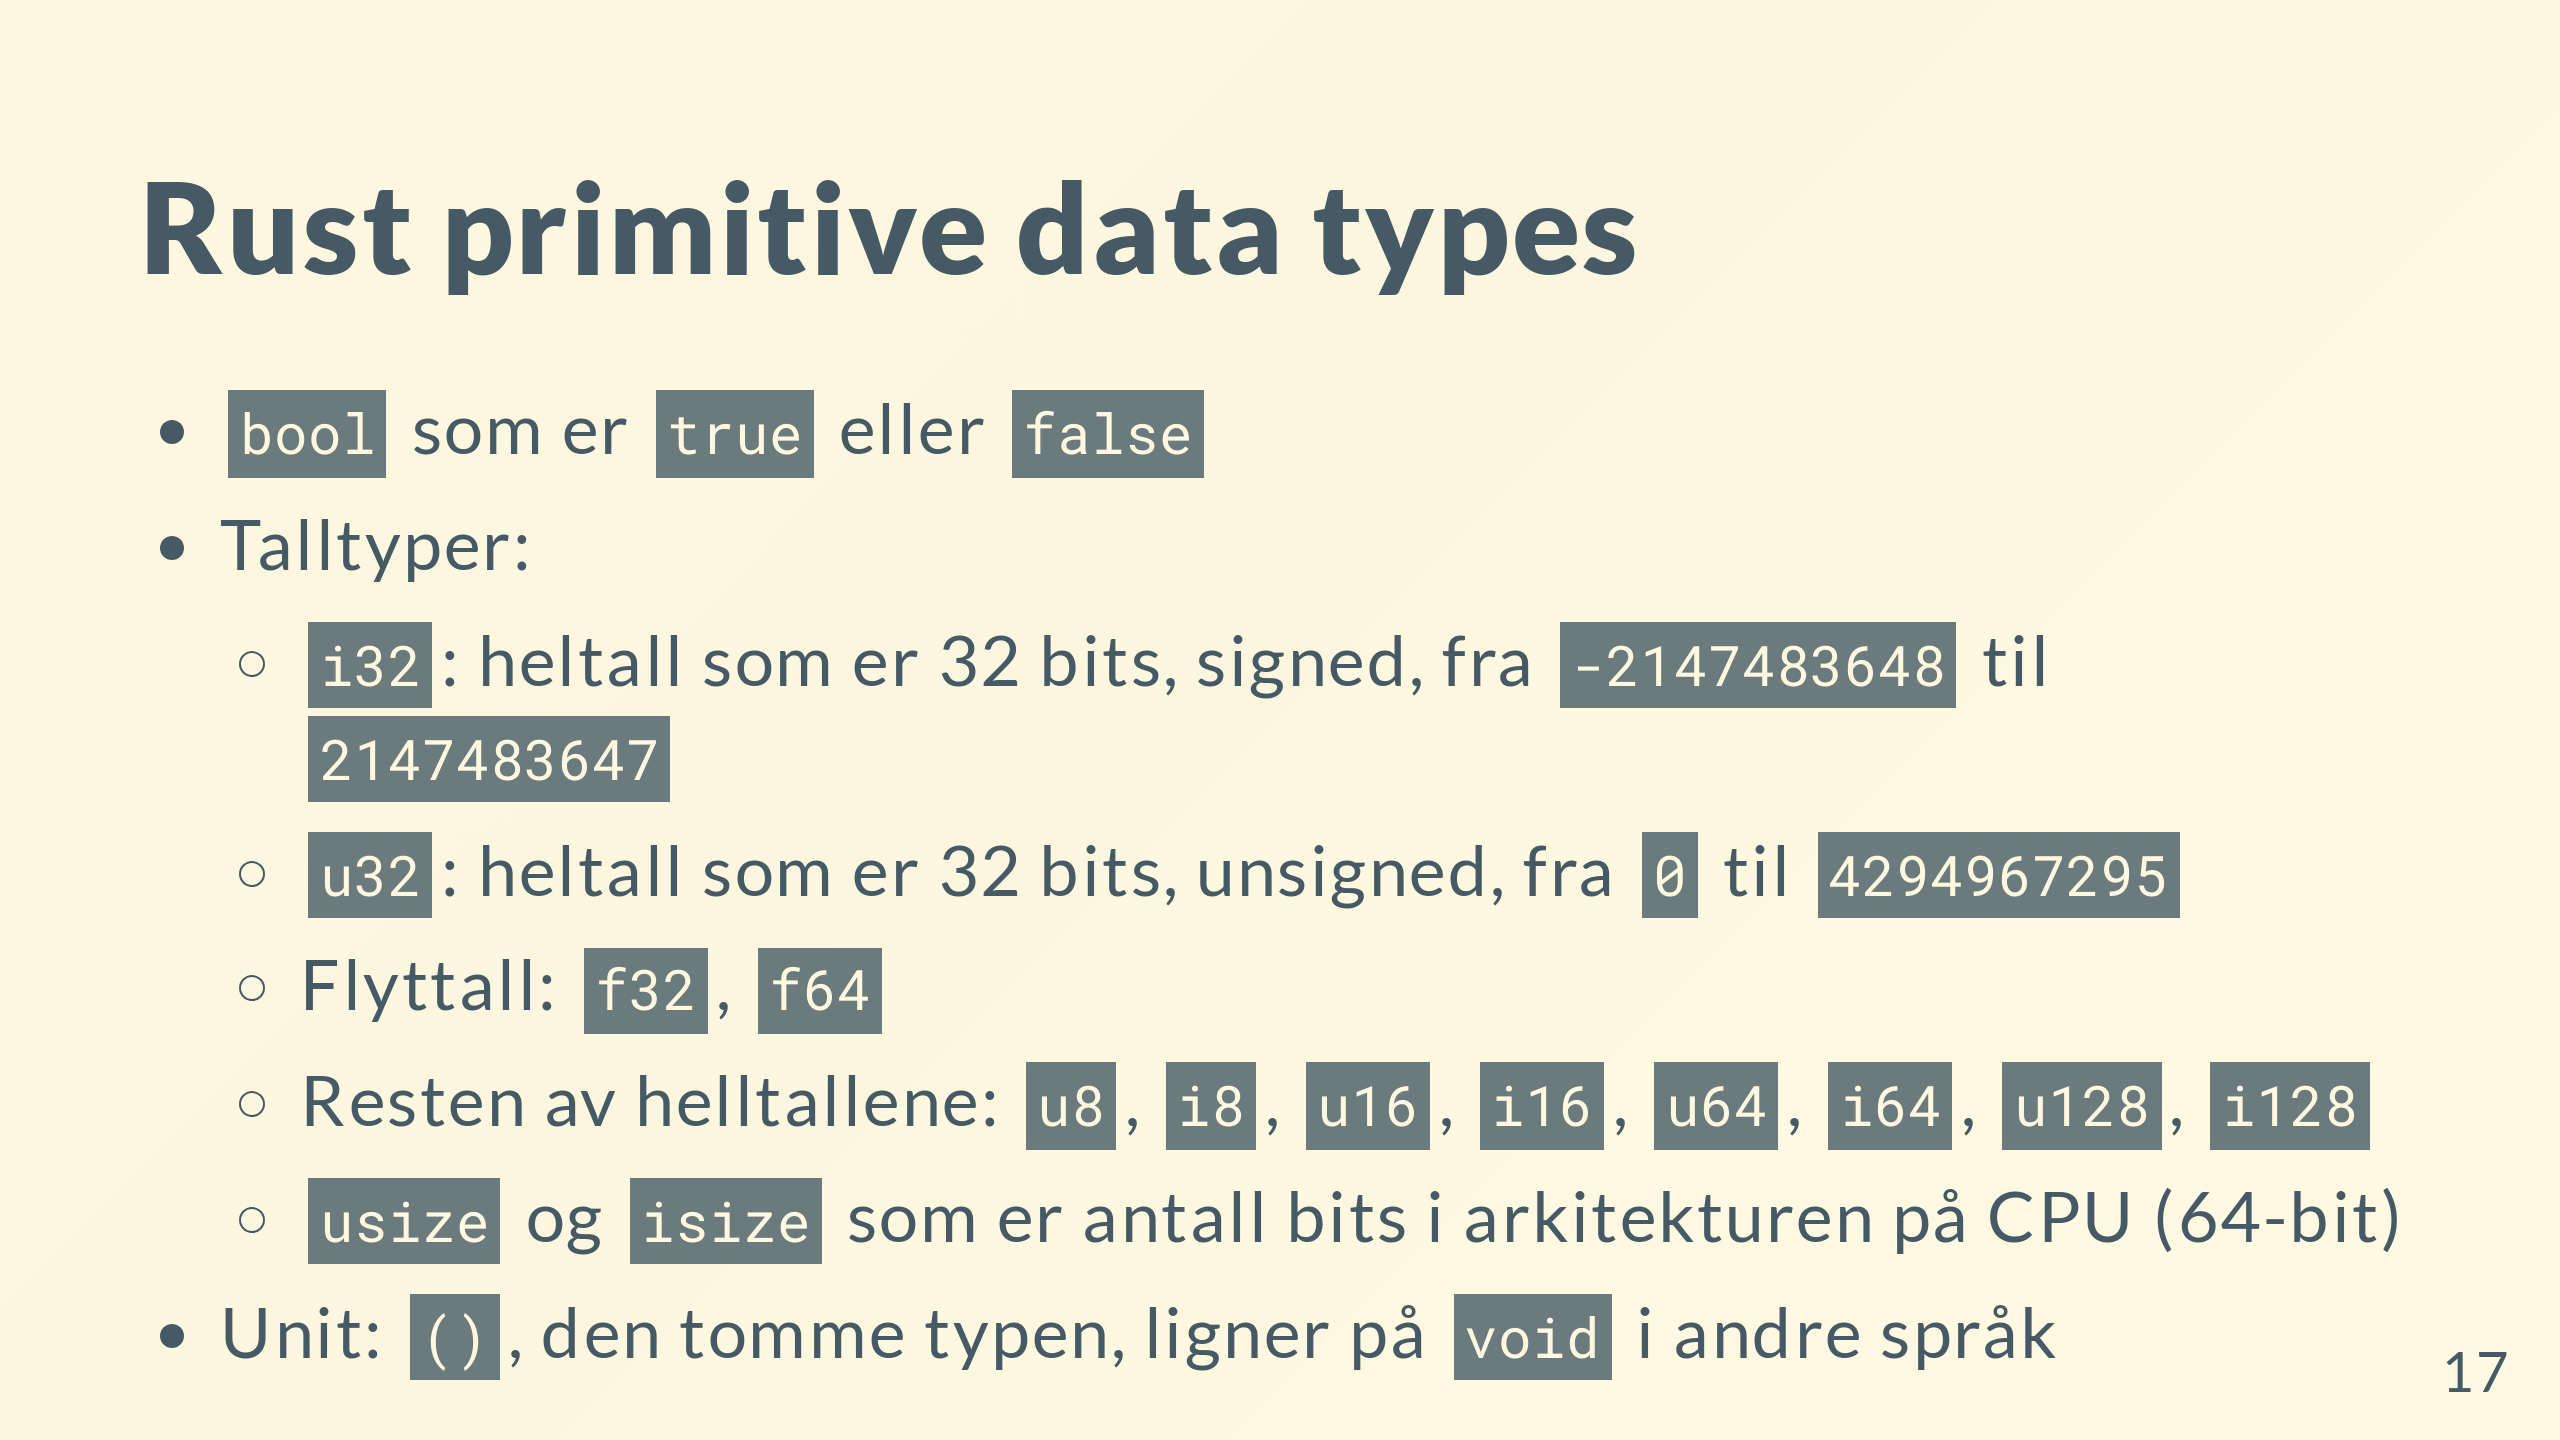 Rust primitive data types
• bool som er true eller false
• Talltyper:
○ i32: heltall som er 32 bits, signed, fra -2147483648 til
2147483647
○ u32: heltall som er 32 bits, unsigned, fra 0 til 4294967295
○ Flyttall: f32, f64
○ Resten av helltallene: u8, i8, u16, i16, u64, i64, u128, i128
○ usize og isize som er antall bits i arkitekturen på CPU (64-bit)
• Unit: (), den tomme typen, ligner på void i andre språk
17